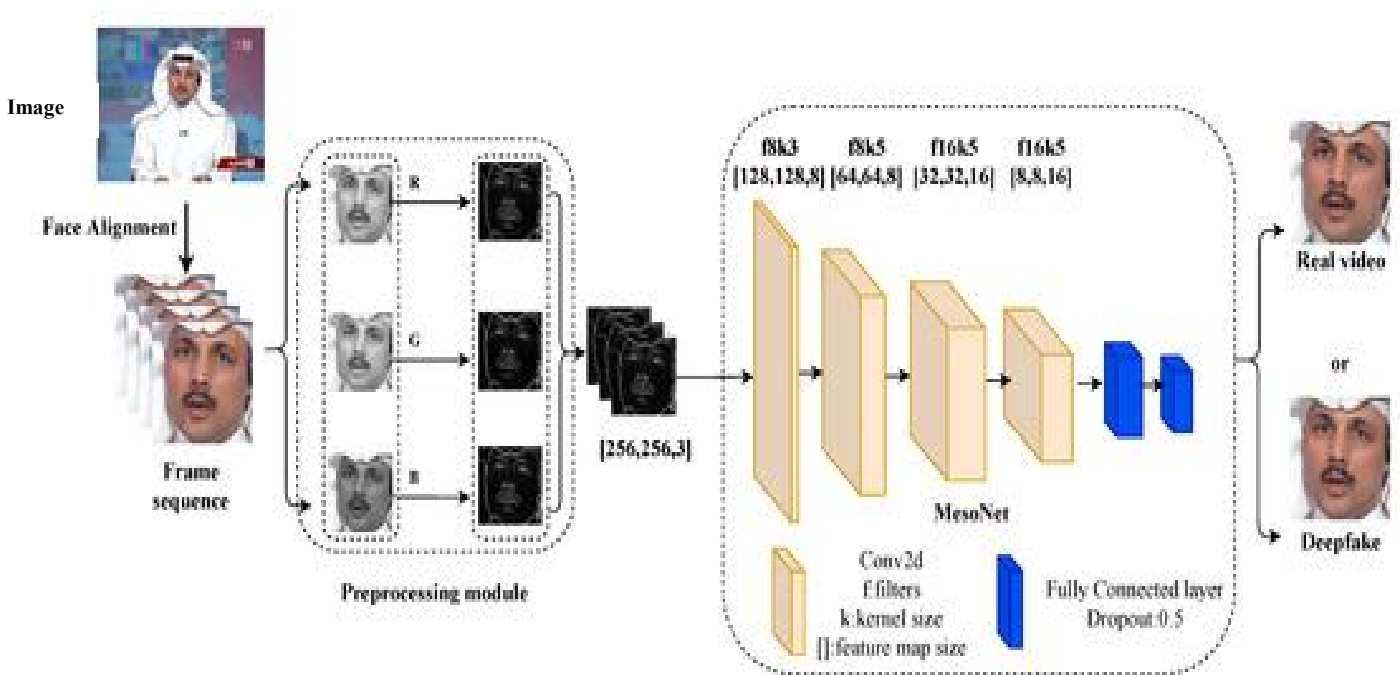 Image
Face Alignment
Frame
sequence
R
G
B
Preprocessing module
[256,256,3]
f8k3
[128,128,8]
f8k5
[64,64,8]
f16k5
[32,32,16]
f16k5
[8,8,16]
MesoNet
Conv2d
f:filters
k:kernel size
[]:feature map size
Fully Connected layer
Dropout:0.5
Real video
or
Deepfake